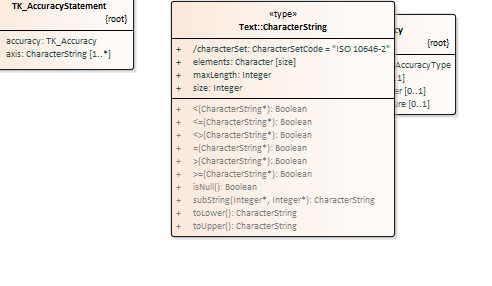 TK_AccuracyStatement
{root}
accuracy: TK_Accuracy
axis: CharacterString [1..*]
«type»
Text::CharacterString
+ /characterSet: CharacterSetCode = "ISO 10646-2"
+ elements: Character [size]
+ maxLength: Integer
+ size: Integer
+ <(CharacterString*): Boolean
+ <=(CharacterString*): Boolean
+ <>(CharacterString*): Boolean
+ =(CharacterString*): Boolean
+ >(CharacterString*): Boolean
+ >=(CharacterString*): Boolean
+ isNull(): Boolean
+ subString(Integer*, Integer*): CharacterString
+ toLower(): CharacterString
+ toUpper(): CharacterString
cy
{root}
AccuracyType
.1]
er [0..1]
ure [0..1]